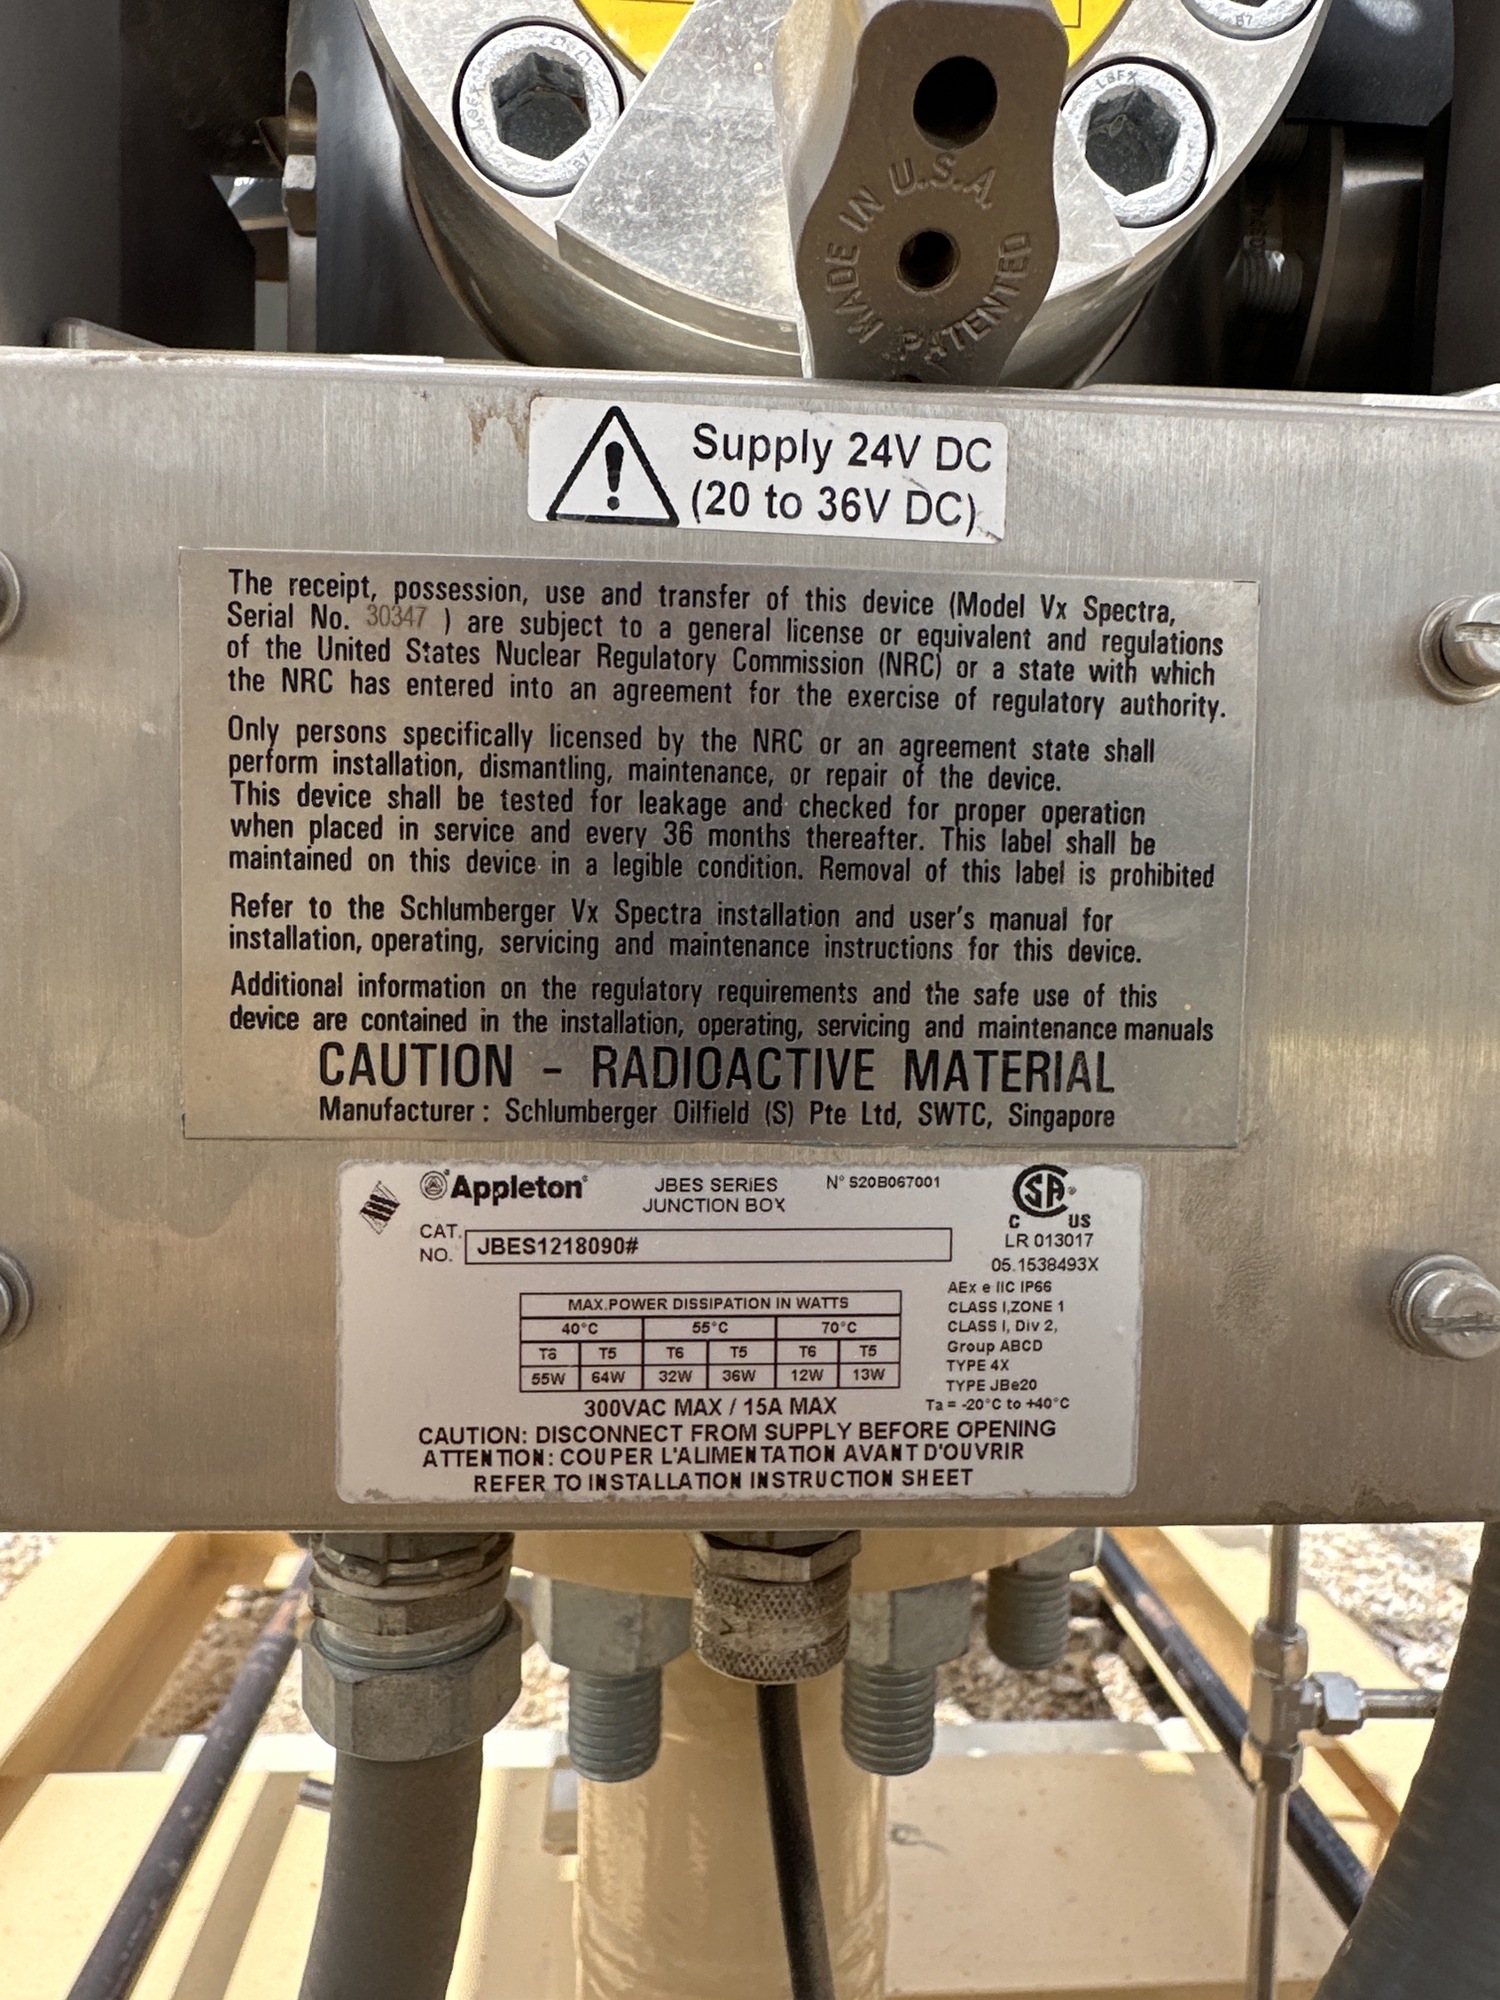 MADE IN U.S.A.
PATENTED
Supply 24V DC
(20 to 36V DC)
The receipt, possession, use and transfer of this device (Model Vx Spectra,
Serial No. 30347 ) are subject to a general license or equivalent and regulations
of the United States Nuclear Regulatory Commission (NRC) or a state with which
the NRC has entered into an agreement for the exercise of regulatory authority.
Only persons specifically licensed by the NRC or an agreement state shall
perform installation, dismantling, maintenance, or repair of the device.
This device shall be tested for leakage and checked for proper operation
when placed in service and every 36 months thereafter. This label shall be
maintained on this device in a legible condition. Removal of this label is prohibited
Refer to the Schlumberger Vx Spectra installation and user's manual for
installation, operating, servicing and maintenance instructions for this device.
Additional information on the regulatory requirements and the safe use of this
device are contained in the installation, operating, servicing and maintenance manuals
CAUTION - RADIOACTIVE MATERIAL
Manufacturer : Schlumberger Oilfield (S) Pte Ltd, SWTC, Singapore
Appleton
JBES SERIES
JUNCTION BOX
N° S20B067001
CAT.
NO.
JBES1218090#
C US
LR 013017
05.1538493X
AEx e IIC IP66
CLASS I,ZONE 1
CLASS I, Div 2,
Group ABCD
TYPE 4X
TYPE JBe20
Ta = -20°C to +40°C
MAX.POWER DISSIPATION IN WATTS
40°C 55°C 70°C
T6 T5 T6 T5 T6 T5
55W 64W 32W 36W 12W 13W
300VAC MAX / 15A MAX
CAUTION: DISCONNECT FROM SUPPLY BEFORE OPENING
ATTENTION: COUPER L'ALIMENTATION AVANT D'OUVRIR
REFER TO INSTALLATION INSTRUCTION SHEET